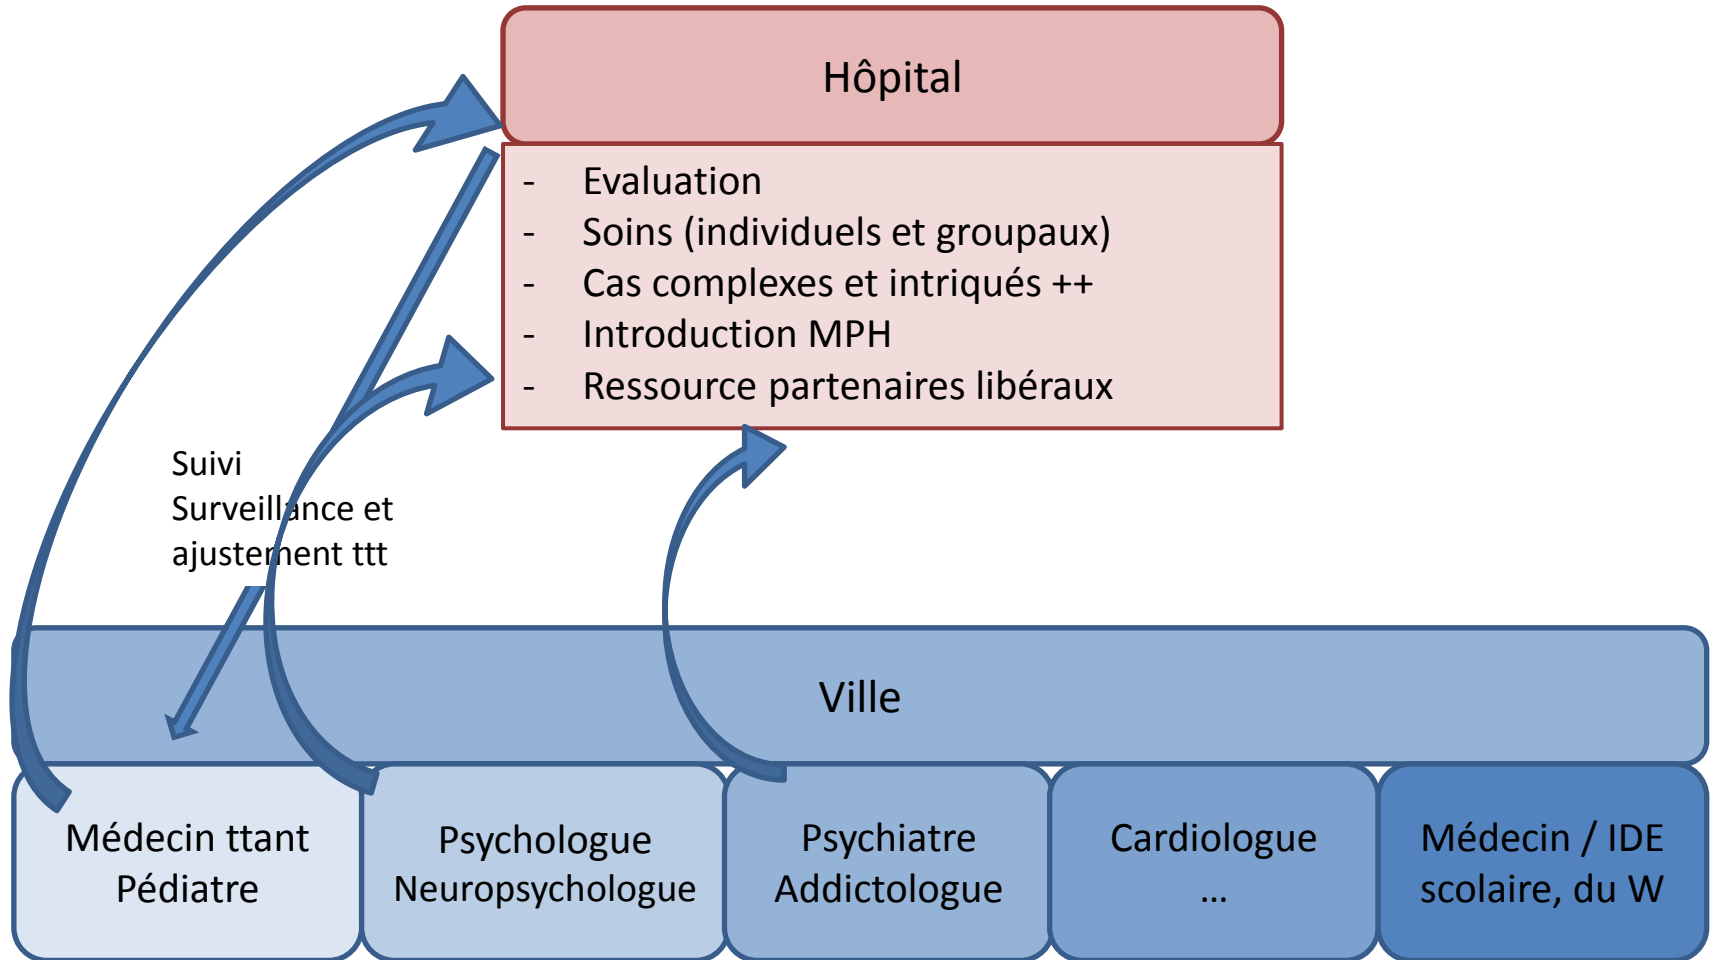 Hôpital
- Evaluation
- Soins (individuels et groupaux)
- Cas complexes et intriqués ++
- Introduction MPH
- Ressource partenaires libéraux
Suivi
Surveillance et
ajustement ttt
Ville
Médecin ttant
Pédiatre
Psychologue
Neuropsychologue
Psychiatre
Addictologue
Cardiologue
...
Médecin / IDE
scolaire, du W